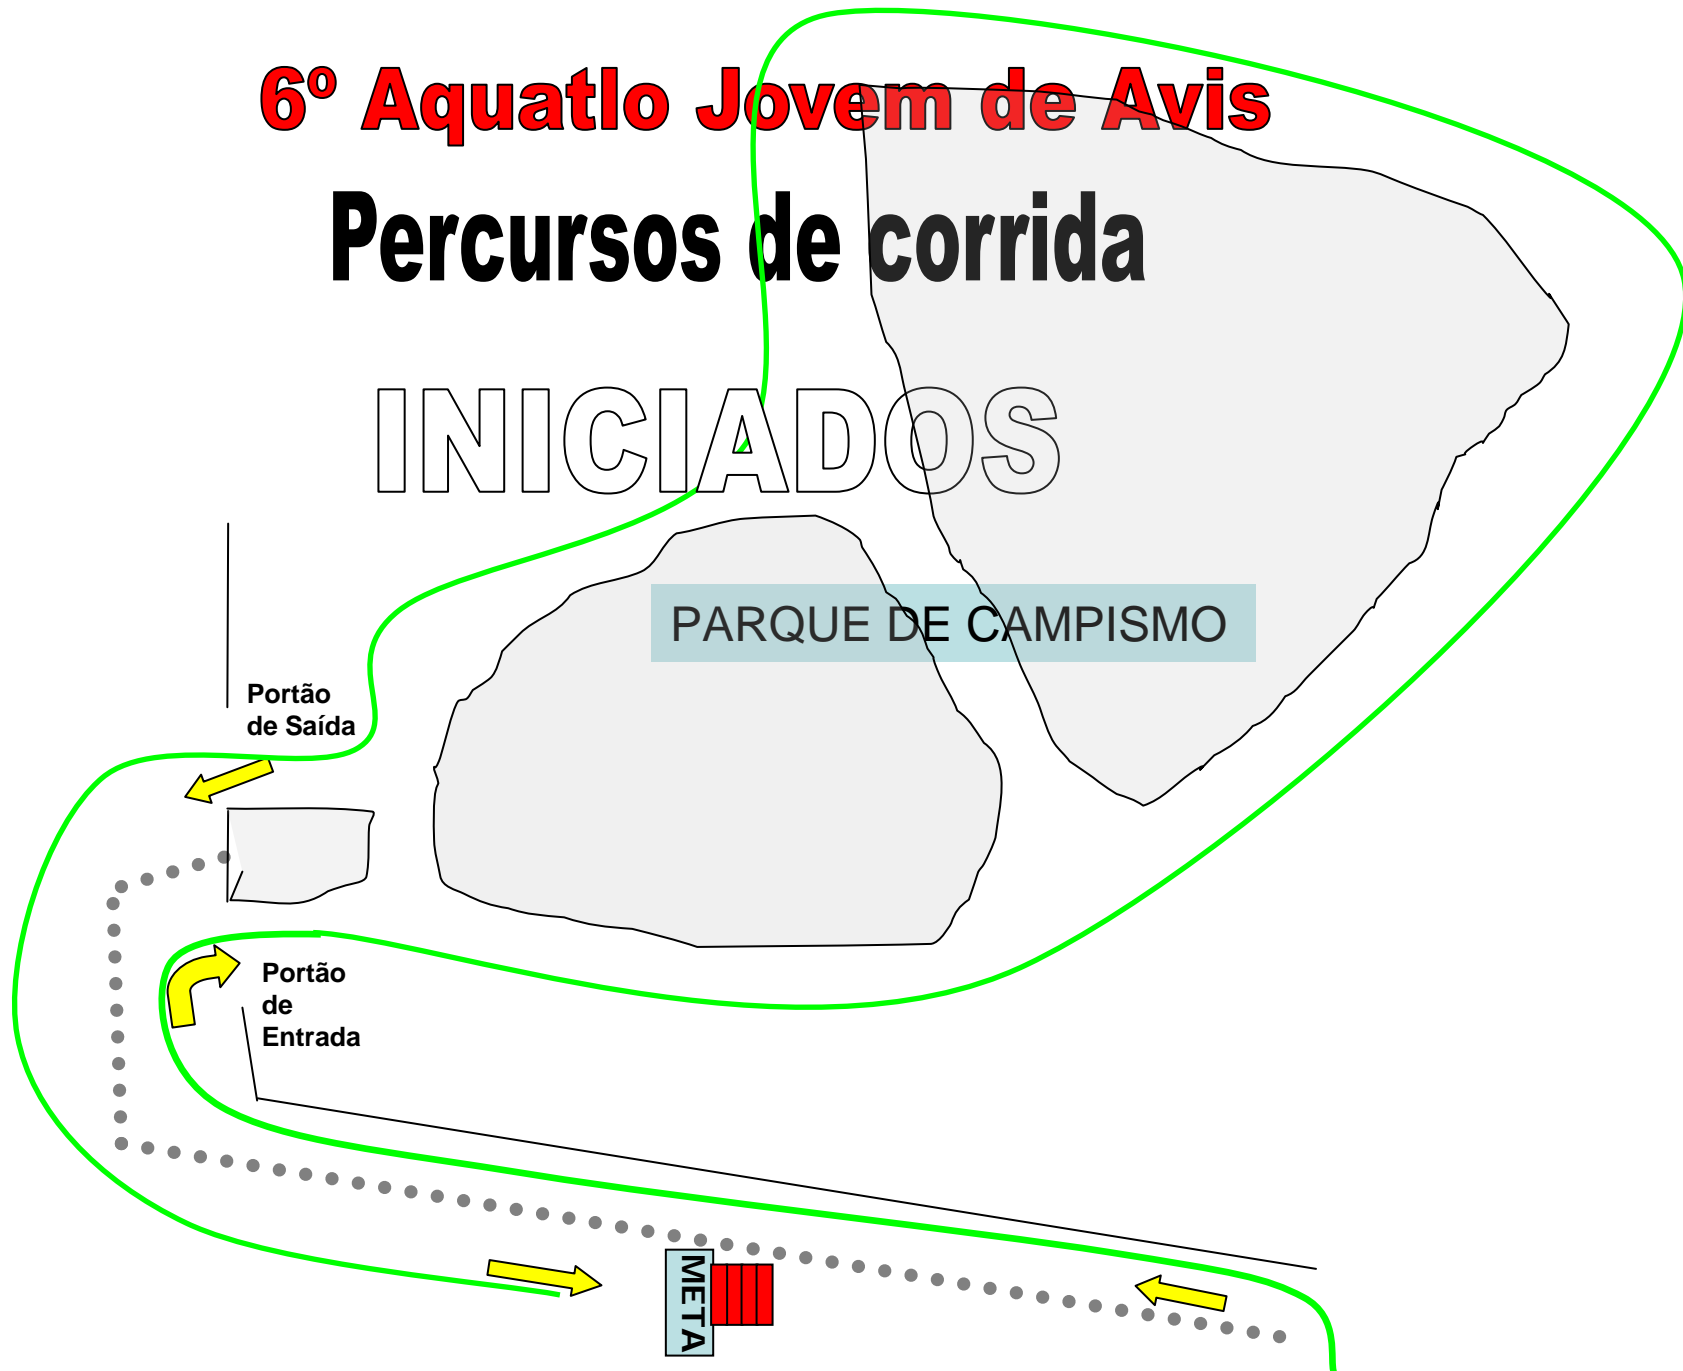 6º Aquatlo Jovem de Avis
Percursos de corrida
INICIADOS
PARQUE DE CAMPISMO
Portão
de Saída
Portão
de
Entrada
META